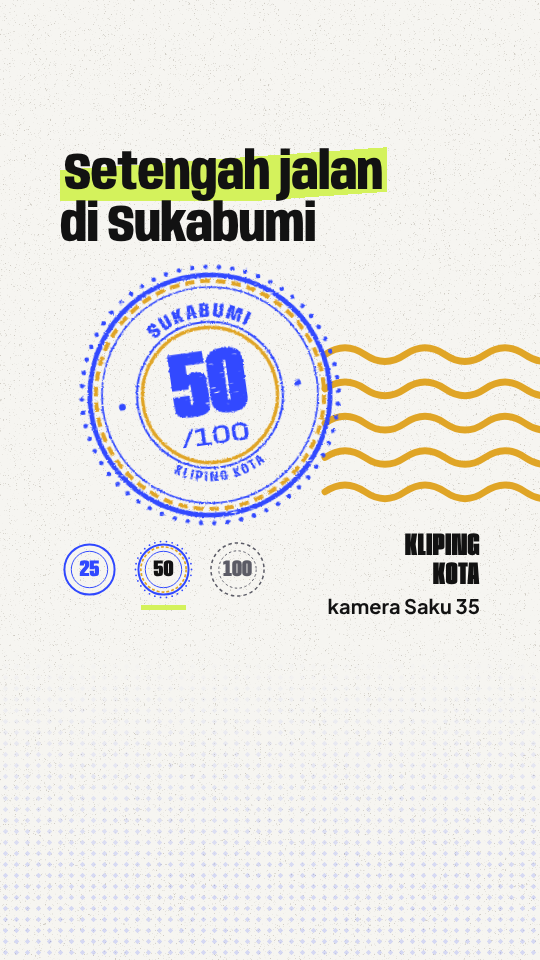 Setengah jalan
di Sukabumi
SUKABUMI
50
/100
KLIPING KOTA
25
50
100
KLIPING
KOTA
kamera Saku 35